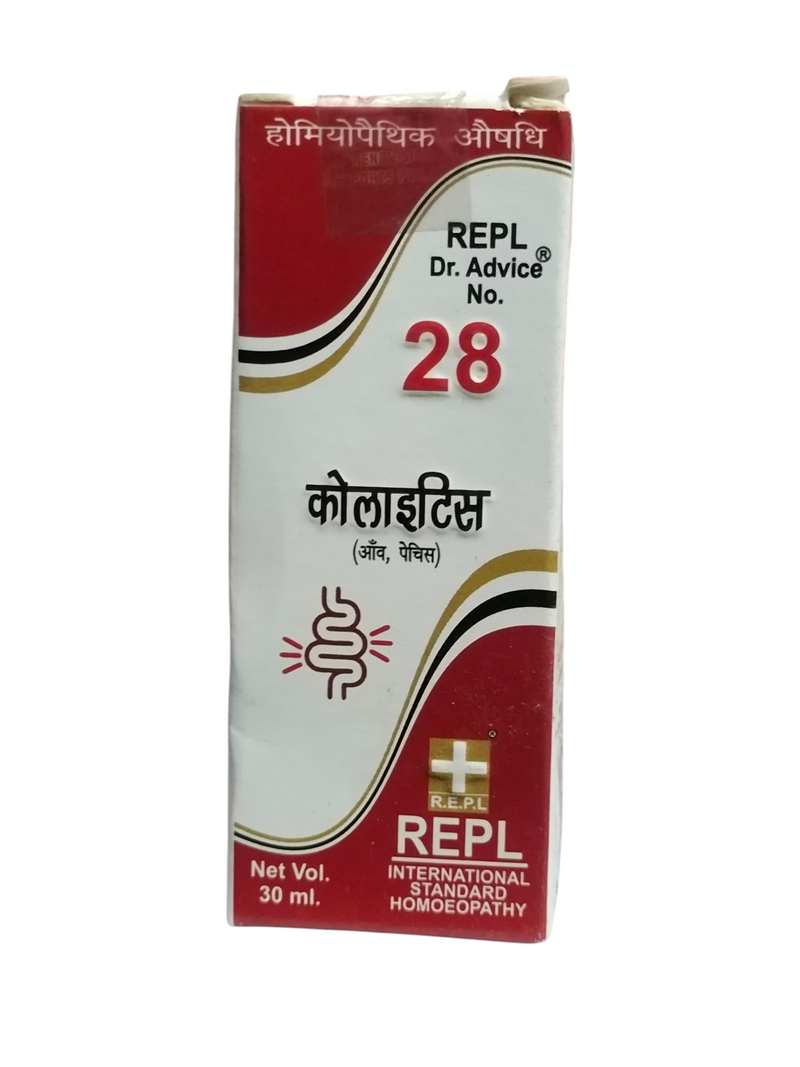 होमियोपैथिक औषधि
REPL
Dr. Advice®
No.
28
कोलाइटिस
(आँव, पेचिस)
R.E.P.L
REPL
INTERNATIONAL
STANDARD
HOMOEOPATHY
Net Vol.
30 ml.